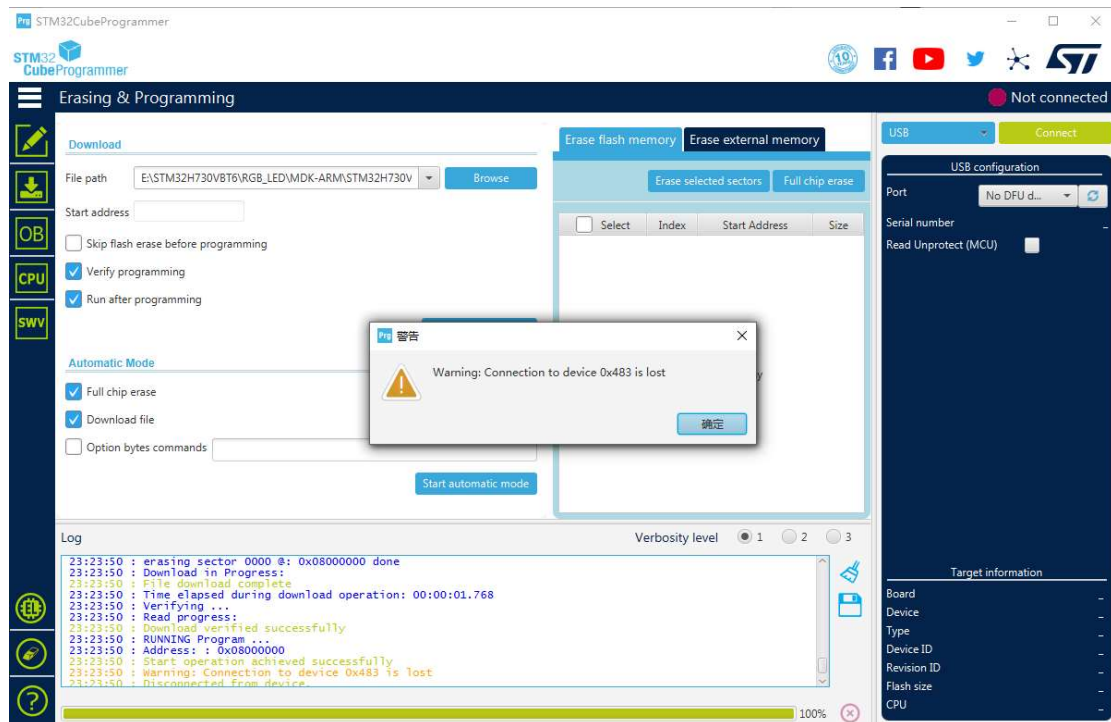 STM32CubeProgrammer
STM32
CubeProgrammer
Erasing & Programming
Not connected
Download
File path E:\STM32H730VBT6\RGB_LED\MDK-ARM\STM32H730V Browse
Start address
Skip flash erase before programming
Verify programming
Run after programming
Automatic Mode
Full chip erase
Download file
Option bytes commands
Start automatic mode
OB
CPU
SWV
Erase flash memory Erase external memory
Erase selected sectors Full chip erase
Select Index Start Address Size
警告
Warning: Connection to device 0x483 is lost
确定
USB Connect
USB configuration
Port No DFU d...
Serial number _
Read Unprotect (MCU)
Log Verbosity level 1 2 3
23:23:50 : erasing sector 0000 @: 0x08000000 done
23:23:50 : Download in Progress:
23:23:50 : File download complete
23:23:50 : Time elapsed during download operation: 00:00:01.768
23:23:50 : Verifying ...
23:23:50 : Read progress:
23:23:50 : Download verified successfully
23:23:50 : RUNNING Program ...
23:23:50 : Address: : 0x08000000
23:23:50 : Start operation achieved successfully
23:23:50 : Warning: Connection to device 0x483 is lost
23:23:50 : Disconnected from device.
100%
Target information
Board _
Device _
Type _
Device ID _
Revision ID _
Flash size _
CPU _